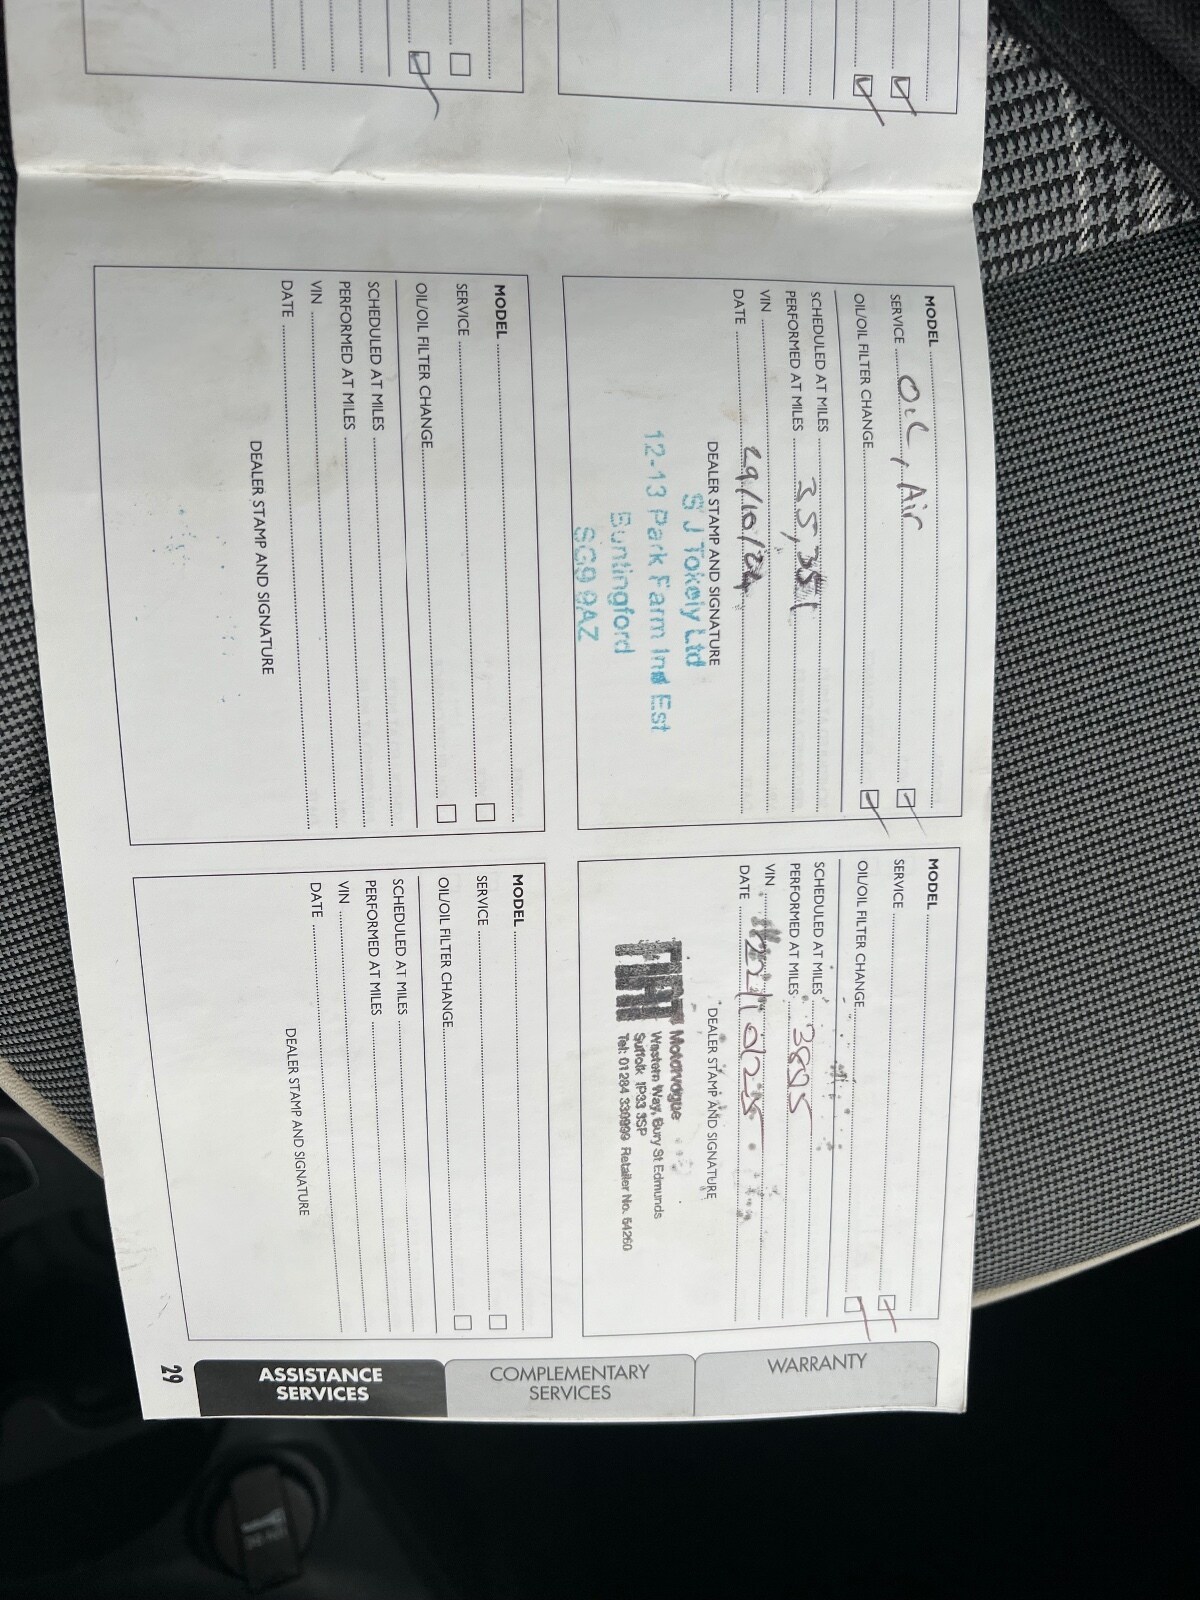 MODEL
SERVICE OIL, Air
OIL/OIL FILTER CHANGE
SCHEDULED AT MILES
PERFORMED AT MILES 35,351
VIN
DATE 29/10/24
DEALER STAMP AND SIGNATURE
S J Tokely Ltd
12-13 Park Farm Ind Est
Buntingford
SG9 9AZ
MODEL
SERVICE
OIL/OIL FILTER CHANGE
SCHEDULED AT MILES
PERFORMED AT MILES 3895
VIN
DATE 22/10/25
DEALER STAMP AND SIGNATURE
FIAT Motorvogue
Western Way, Bury St Edmunds
Suffolk IP33 3SP
Tel: 01284 330999 Retailer No. 54260
MODEL
SERVICE
OIL/OIL FILTER CHANGE
SCHEDULED AT MILES
PERFORMED AT MILES
VIN
DATE
DEALER STAMP AND SIGNATURE
MODEL
SERVICE
OIL/OIL FILTER CHANGE
SCHEDULED AT MILES
PERFORMED AT MILES
VIN
DATE
DEALER STAMP AND SIGNATURE
WARRANTY
COMPLEMENTARY
SERVICES
ASSISTANCE
SERVICES
29